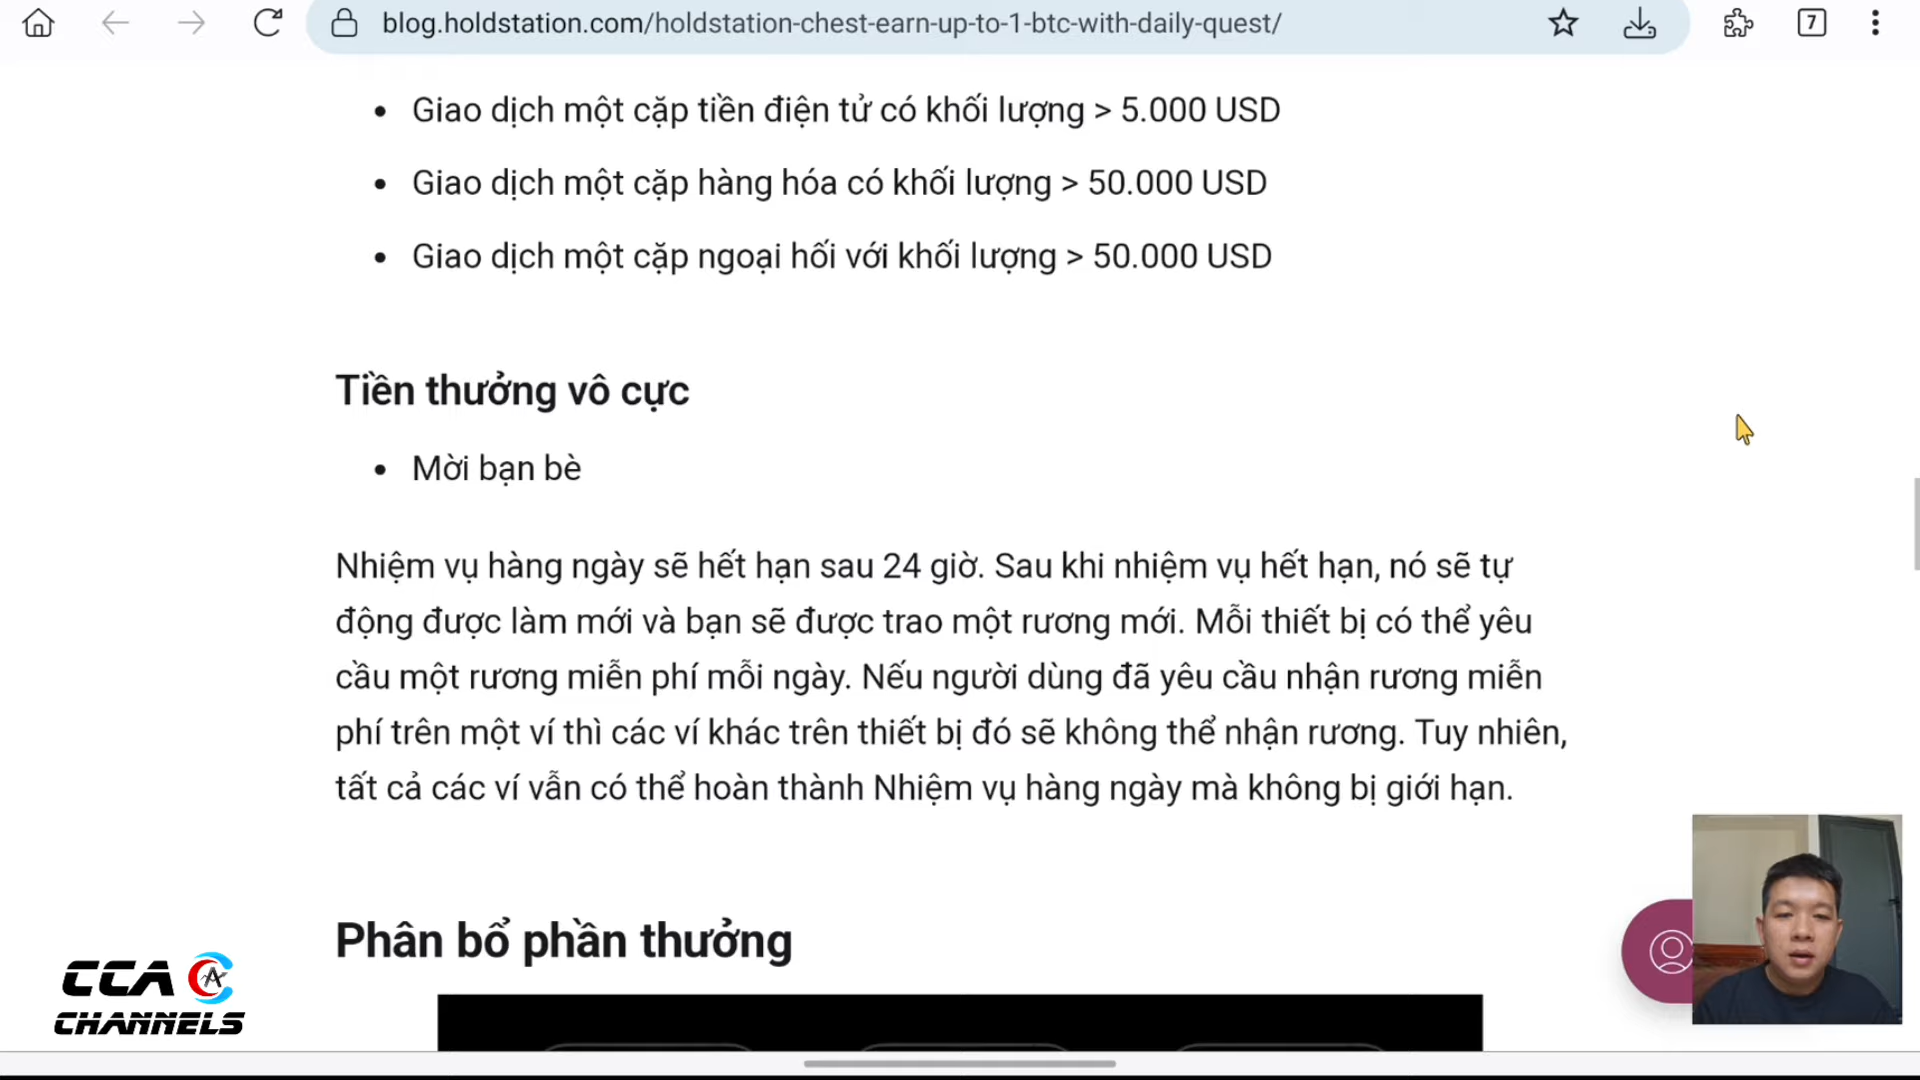 blog.holdstation.com/holdstation-chest-earn-up-to-1-btc-with-daily-quest/
7
Giao dịch một cặp tiền điện tử có khối lượng > 5.000 USD
Giao dịch một cặp hàng hóa có khối lượng > 50.000 USD
Giao dịch một cặp ngoại hối với khối lượng > 50.000 USD
Tiền thưởng vô cực
Mời bạn bè
Nhiệm vụ hàng ngày sẽ hết hạn sau 24 giờ. Sau khi nhiệm vụ hết hạn, nó sẽ tự
động được làm mới và bạn sẽ được trao một rương mới. Mỗi thiết bị có thể yêu
cầu một rương miễn phí mỗi ngày. Nếu người dùng đã yêu cầu nhận rương miễn
phí trên một ví thì các ví khác trên thiết bị đó sẽ không thể nhận rương. Tuy nhiên,
tất cả các ví vẫn có thể hoàn thành Nhiệm vụ hàng ngày mà không bị giới hạn.
Phân bổ phần thưởng
CCA
CHANNELS